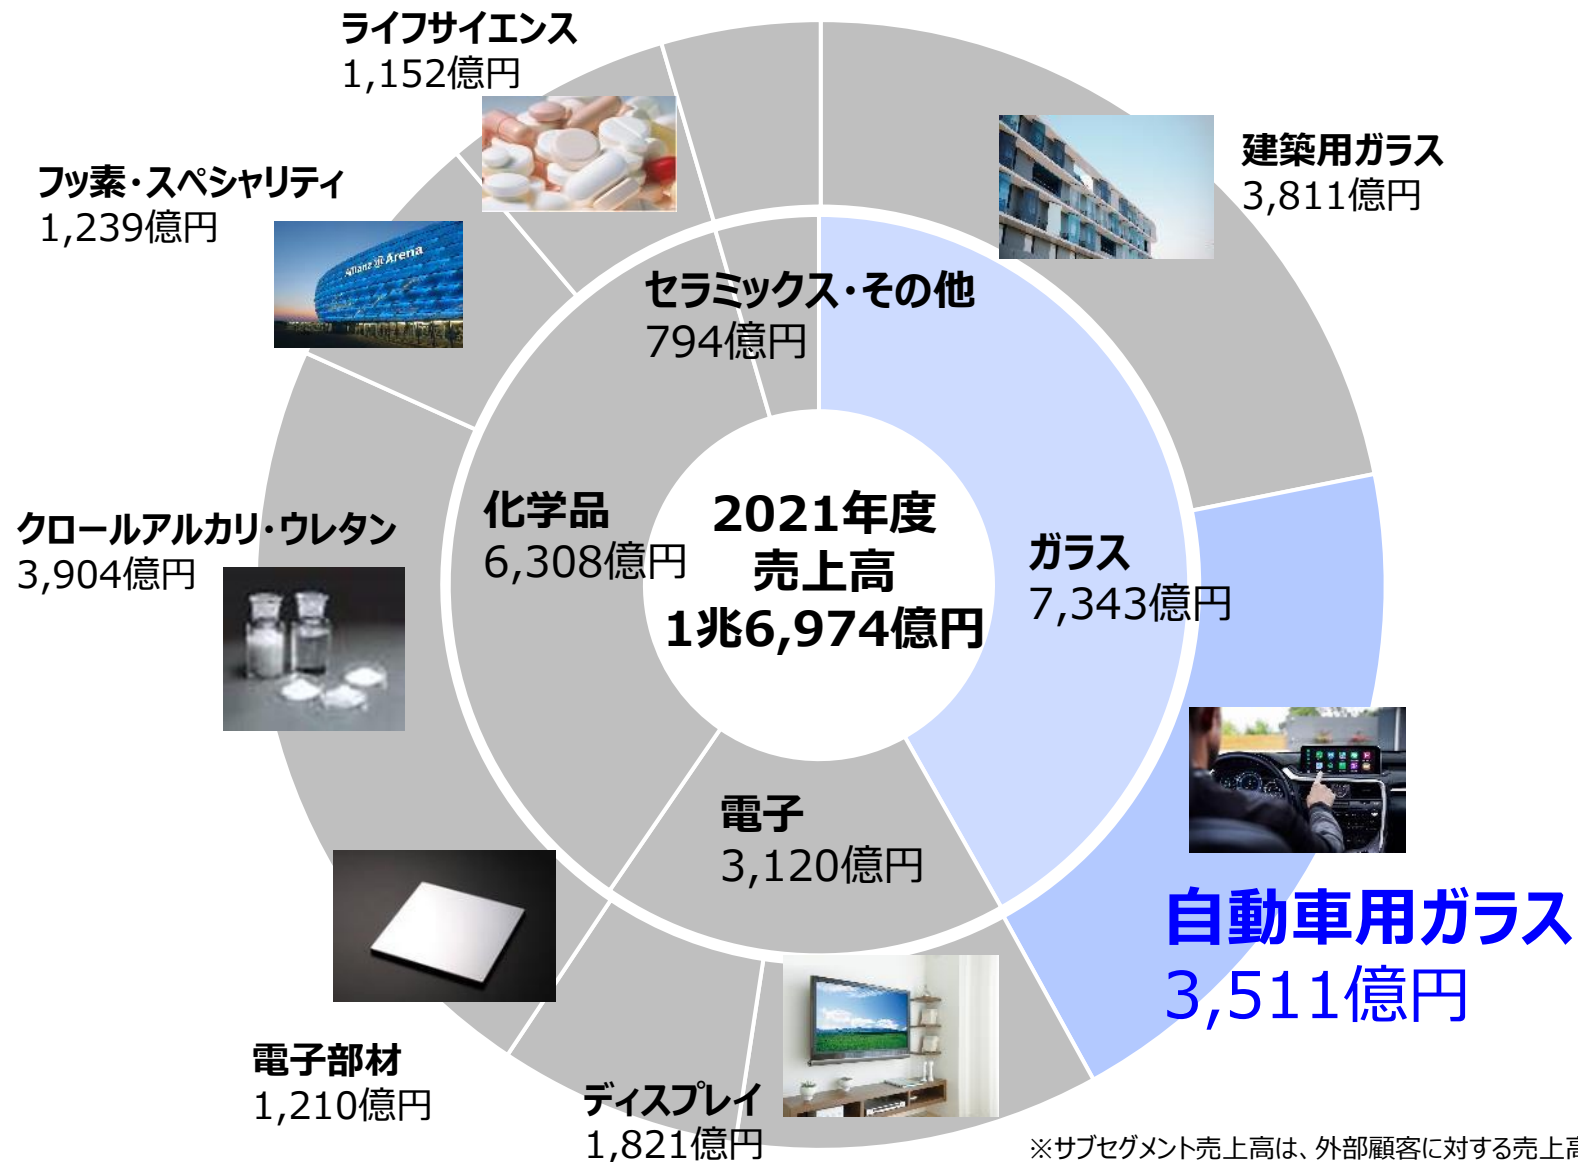 ライフサイエンス
1,152億円
建築用ガラス
3,811億円
フッ素・スペシャリティ
1,239億円
Allianz Arena
セラミックス・その他
794億円
化学品
6,308億円
2021年度
売上高
1兆6,974億円
ガラス
7,343億円
クロールアルカリ・ウレタン
3,904億円
電子
3,120億円
自動車用ガラス
3,511億円
電子部材
1,210億円
ディスプレイ
1,821億円
※サブセグメント売上高は、外部顧客に対する売上高